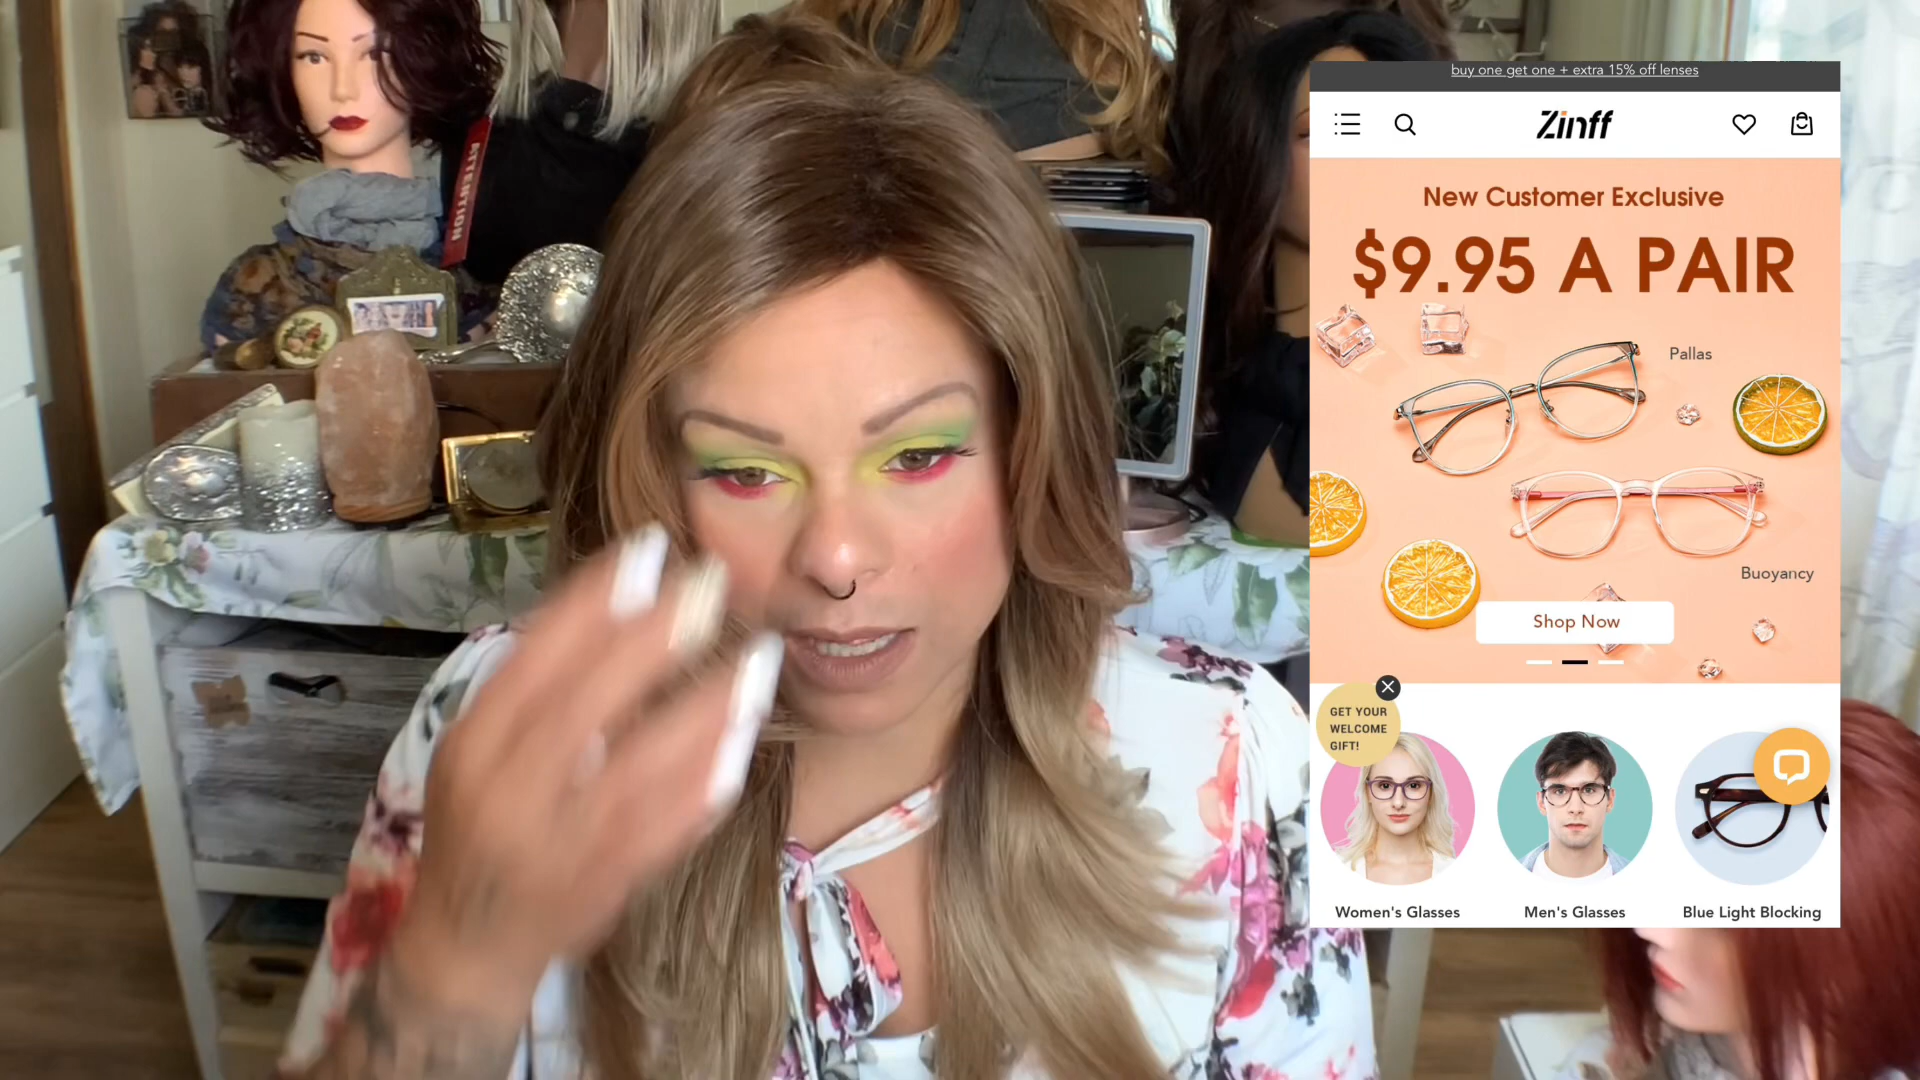 ATTENTION
buy one get one + extra 15% off lenses
Zinff
New Customer Exclusive
$9.95 A PAIR
Pallas
Buoyancy
Shop Now
GET YOUR
WELCOME
GIFT!
Women's Glasses
Men's Glasses
Blue Light Blocking